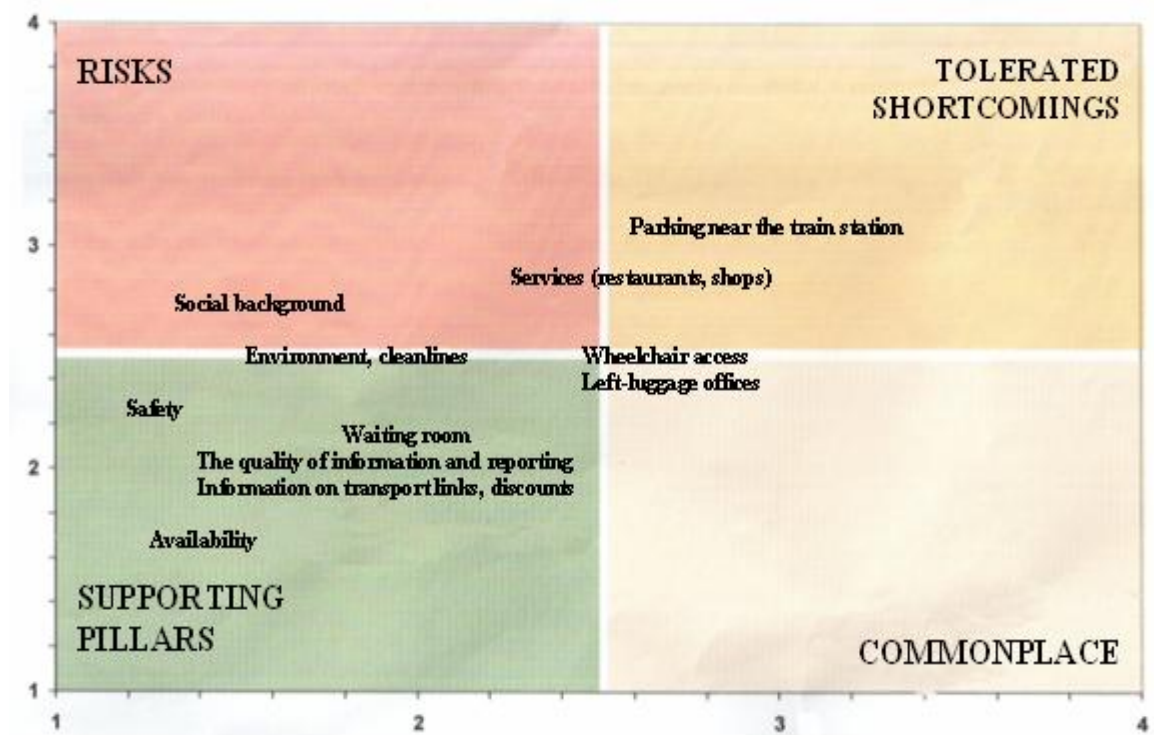 4
RISKS
TOLERATED
SHORTCOMINGS
Parking near the train station
3
Services (restaurants, shops)
Social background
Environment, cleanlines
Wheelchair access
Left-luggage offices
Safety
Waiting room
2
The quality of information and reporting
Information on transport links, discounts
Availability
SUPPORTING
PILLARS
COMMONPLACE
1
1
2
3
4